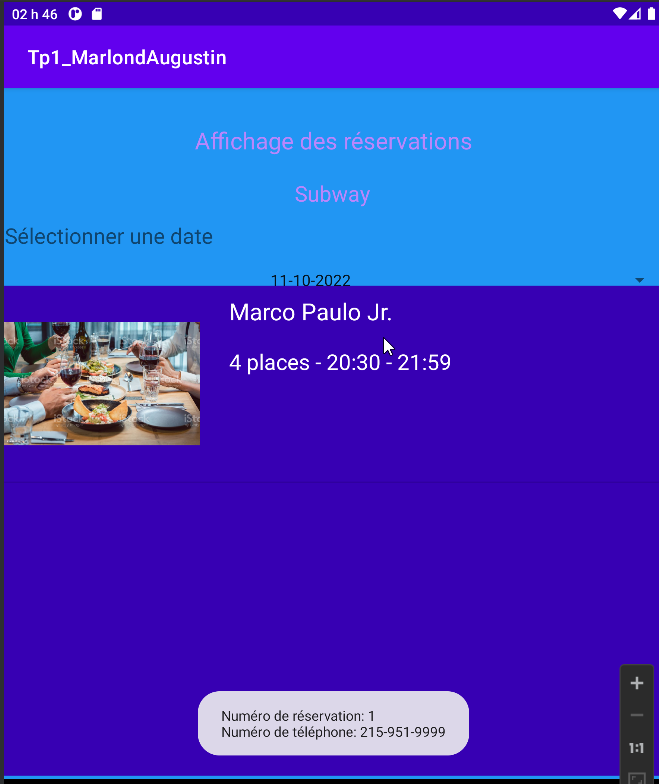 02 h 46
Tp1_MarlondAugustin
Affichage des réservations
Subway
Sélectionner une date
11-10-2022
Marco Paulo Jr.
4 places - 20:30 - 21:59
iStock
Numéro de réservation: 1
Numéro de téléphone: 215-951-9999
1:1